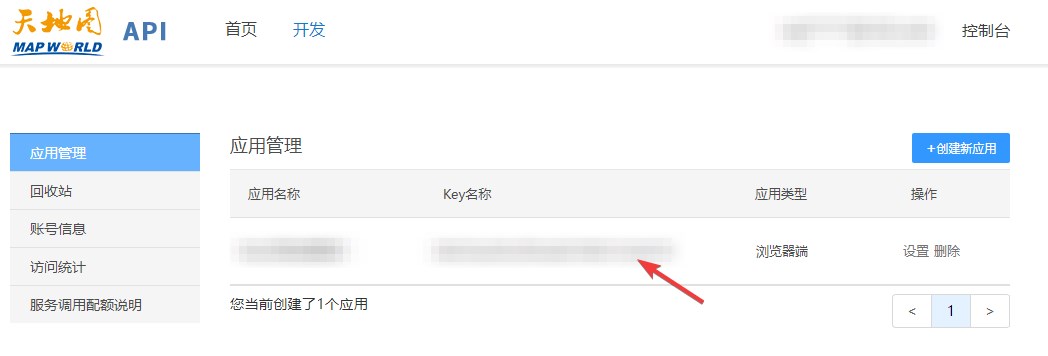 天地图
MAP WORLD
API
首页
开发
控制台
应用管理
回收站
账号信息
访问统计
服务调用配额说明
应用管理
+创建新应用
应用名称
Key名称
应用类型
操作
浏览器端
设置 删除
您当前创建了1个应用
< 1 >